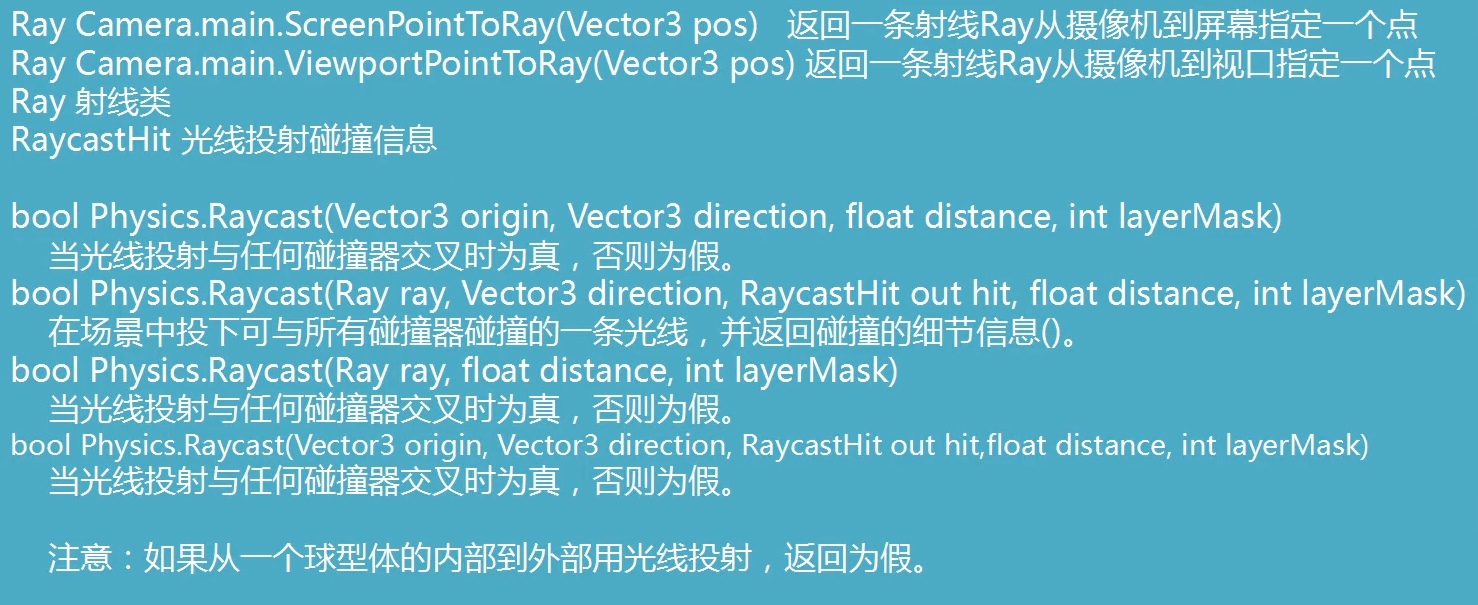 Ray Camera.main.ScreenPointToRay(Vector3 pos) 返回一条射线Ray从摄像机到屏幕指定一个点
Ray Camera.main.ViewportPointToRay(Vector3 pos) 返回一条射线Ray从摄像机到视口指定一个点
Ray 射线类
RaycastHit 光线投射碰撞信息
bool Physics.Raycast(Vector3 origin, Vector3 direction, float distance, int layerMask)
当光线投射与任何碰撞器交叉时为真，否则为假。
bool Physics.Raycast(Ray ray, Vector3 direction, RaycastHit out hit, float distance, int layerMask)
在场景中投下可与所有碰撞器碰撞的一条光线，并返回碰撞的细节信息()。
bool Physics.Raycast(Ray ray, float distance, int layerMask)
当光线投射与任何碰撞器交叉时为真，否则为假。
bool Physics.Raycast(Vector3 origin, Vector3 direction, RaycastHit out hit,float distance, int layerMask)
当光线投射与任何碰撞器交叉时为真，否则为假。
注意：如果从一个球型体的内部到外部用光线投射，返回为假。